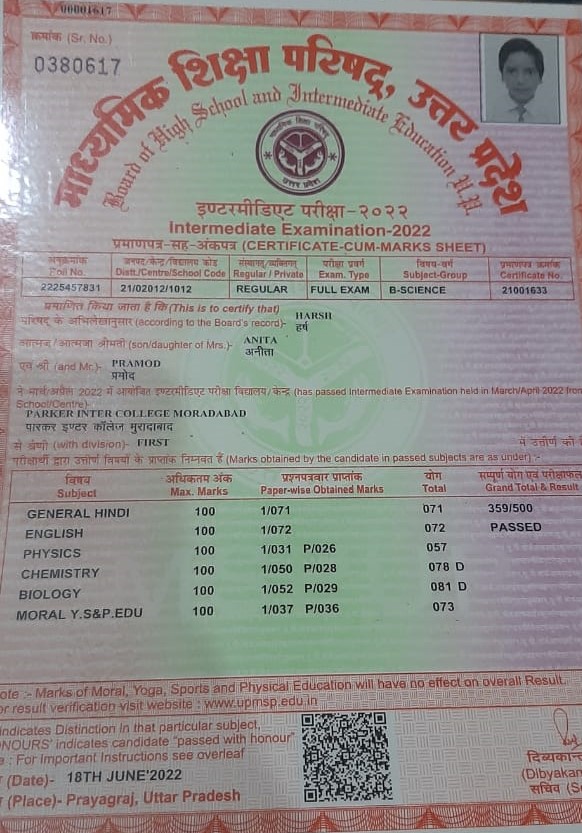 00001617
क्रमांक (Sr. No.)
0380617
माध्यमिक शिक्षा परिषद्, उत्तर प्रदेश
Board of High School and Intermediate Education U.P.
माध्यमिक शिक्षा परिषद्
उत्तर प्रदेश
इण्टरमीडिएट परीक्षा-२०२२
Intermediate Examination-2022
प्रमाणपत्र-सह-अंकपत्र (CERTIFICATE-CUM-MARKS SHEET)
अनुक्रमांक जनपद/केन्द्र/विद्यालय कोड संस्थागत/व्यक्तिगत परीक्षा प्रवर्ग विषय-वर्ग प्रमाणपत्र क्रमांक
Roll No. Distt./Centre/School Code Regular / Private Exam. Type Subject-Group Certificate No.
2225457831 21/02012/1012 REGULAR FULL EXAM B-SCIENCE 21001633
प्रमाणित किया जाता है कि (This is to certify that)
परिषद के अभिलेखानुसार (according to the Board's record)- HARSH
हर्ष
आत्मज/आत्मजा श्रीमती (son/daughter of Mrs.)- ANITA
अनीता
एवं श्री (and Mr.)- PRAMOD
प्रमोद
ने मार्च/अप्रैल 2022 में आयोजित इण्टरमीडिएट परीक्षा विद्यालय/केन्द्र (has passed Intermediate Examination held in March/April 2022 from
School/Centre)-
PARKER INTER COLLEGE MORADABAD
पारकर इण्टर कॉलेज मुरादाबाद
से श्रेणी (with division)- FIRST में उत्तीर्ण की
परीक्षार्थी द्वारा उत्तीर्ण विषयों के प्राप्तांक निम्नवत हैं (Marks obtained by the candidate in passed subjects are as under) :-
विषय अधिकतम अंक प्रश्नपत्रवार प्राप्तांक योग सम्पूर्ण योग एवं परीक्षाफल
Subject Max. Marks Paper-wise Obtained Marks Total Grand Total & Result
GENERAL HINDI 100 1/071 071 359/500
ENGLISH 100 1/072 072 PASSED
PHYSICS 100 1/031 P/026 057
CHEMISTRY 100 1/050 P/028 078 D
BIOLOGY 100 1/052 P/029 081 D
MORAL Y.S&P.EDU 100 1/037 P/036 073
ote :- Marks of Moral, Yoga, Sports and Physical Education will have no effect on overall Result.
or result verification visit website : www.upmsp.edu.in
indicates Distinction in that particular subject,
ONOURS' indicates candidate "passed with honour"
: For Important Instructions see overleaf
(Date)- 18TH JUNE'2022
(Place)- Prayagraj, Uttar Pradesh
दिव्यकान्
(Dibyakan
सचिव (S